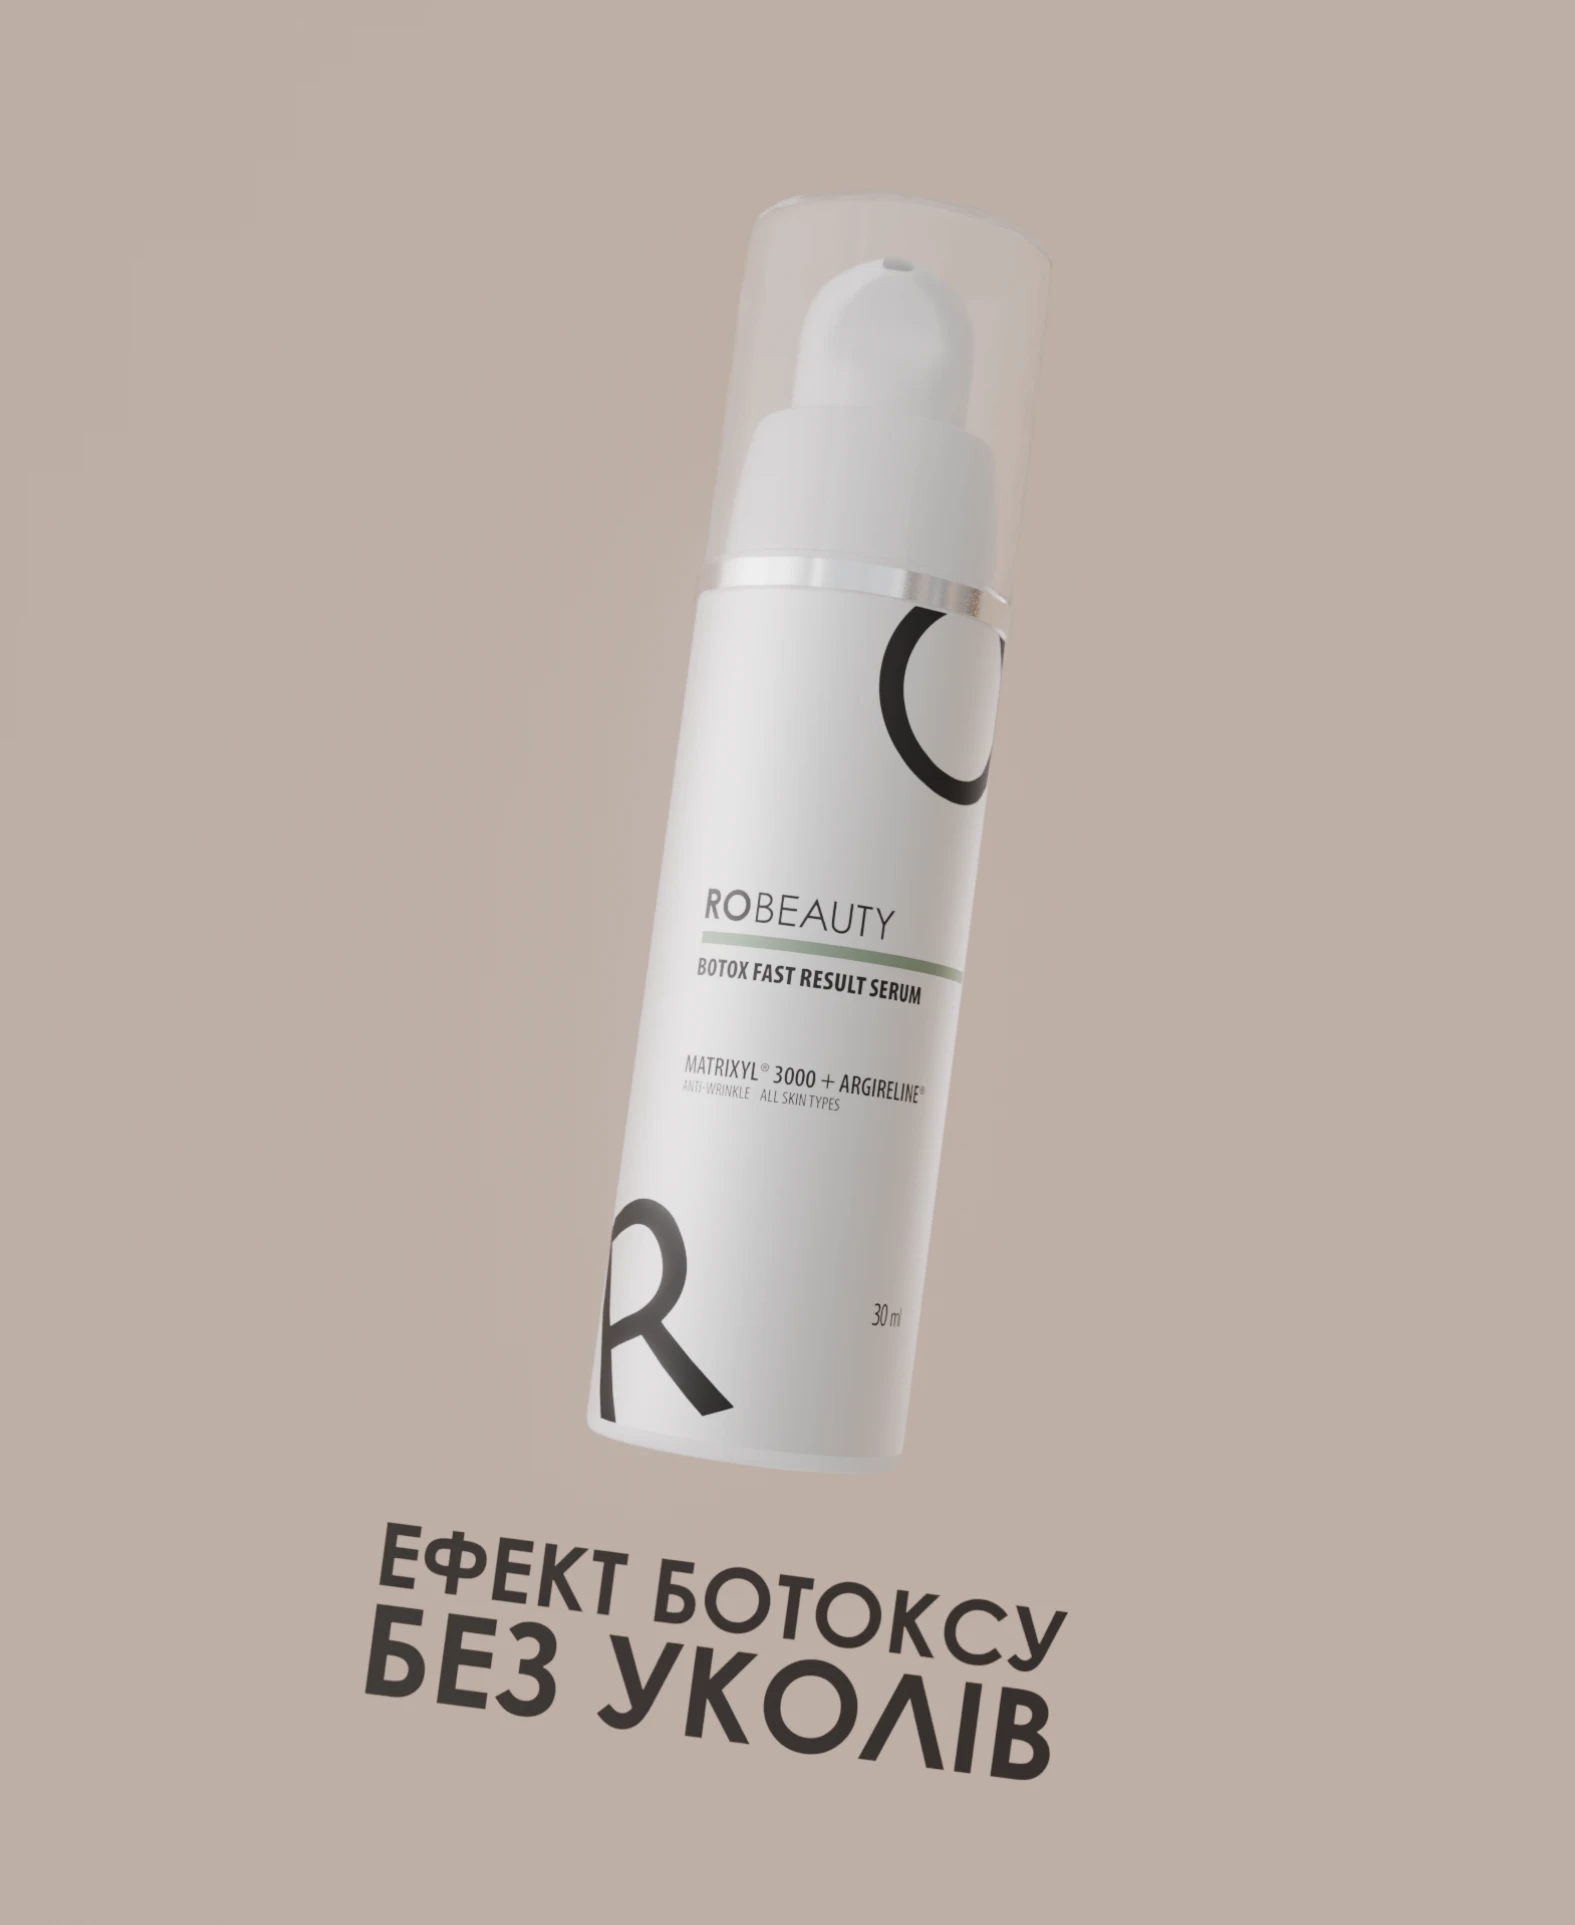 ROBEAUTY
BOTOX FAST RESULT SERUM
MATRIXYL® 3000 + ARGIRELINE®
ANTI-WRINKLE ALL SKIN TYPES
R
30 ml
ЕФЕКТ БОТОКСУ
БЕЗ УКОЛІВ